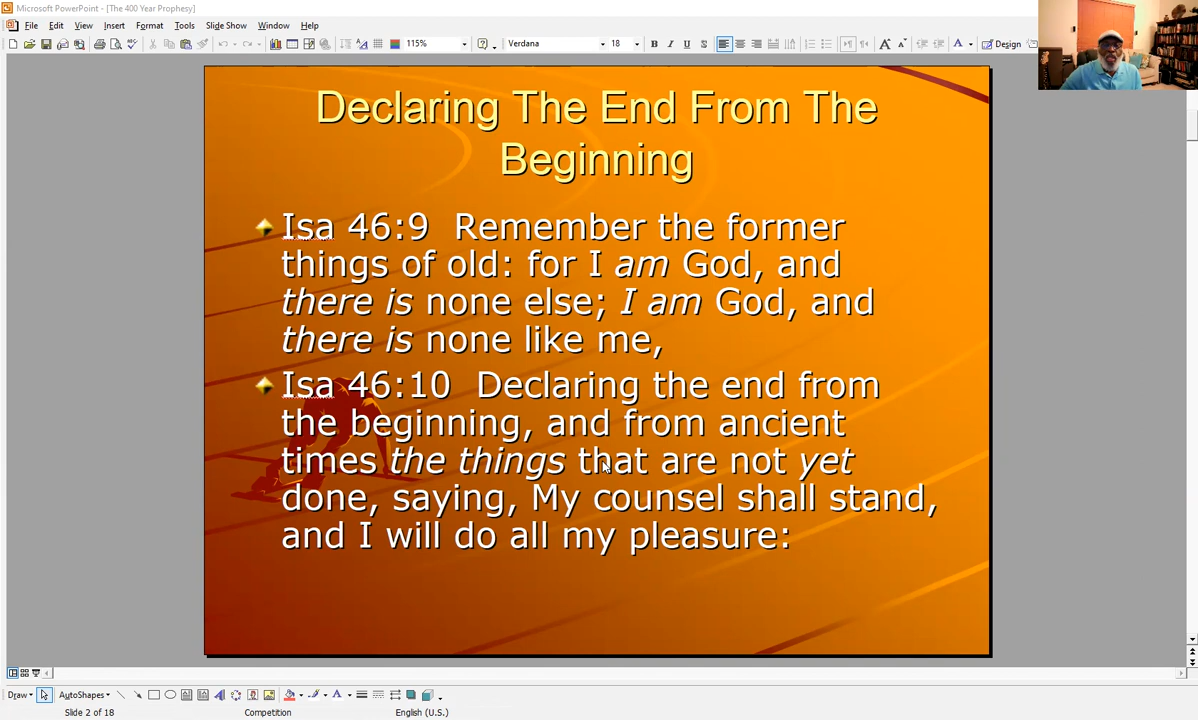 Microsoft PowerPoint - [The 400 Year Prophesy]
File Edit View Insert Format Tools Slide Show Window Help
115% Verdana 18 B I U S A A A Design
Declaring The End From The
Beginning
Isa 46:9 Remember the former
things of old: for I am God, and
there is none else; I am God, and
there is none like me,
Isa 46:10 Declaring the end from
the beginning, and from ancient
times the things that are not yet
done, saying, My counsel shall stand,
and I will do all my pleasure:
Draw AutoShapes A
Slide 2 of 18 Competition English (U.S.)